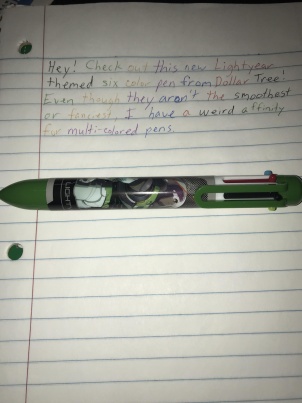 Hey! Check out this new Lightyear
themed six color pen from Dollar Tree!
Even though they aren't the smoothest
or fanciest, I have a weird affinity
for multi-colored pens.
LIGHTYEAR